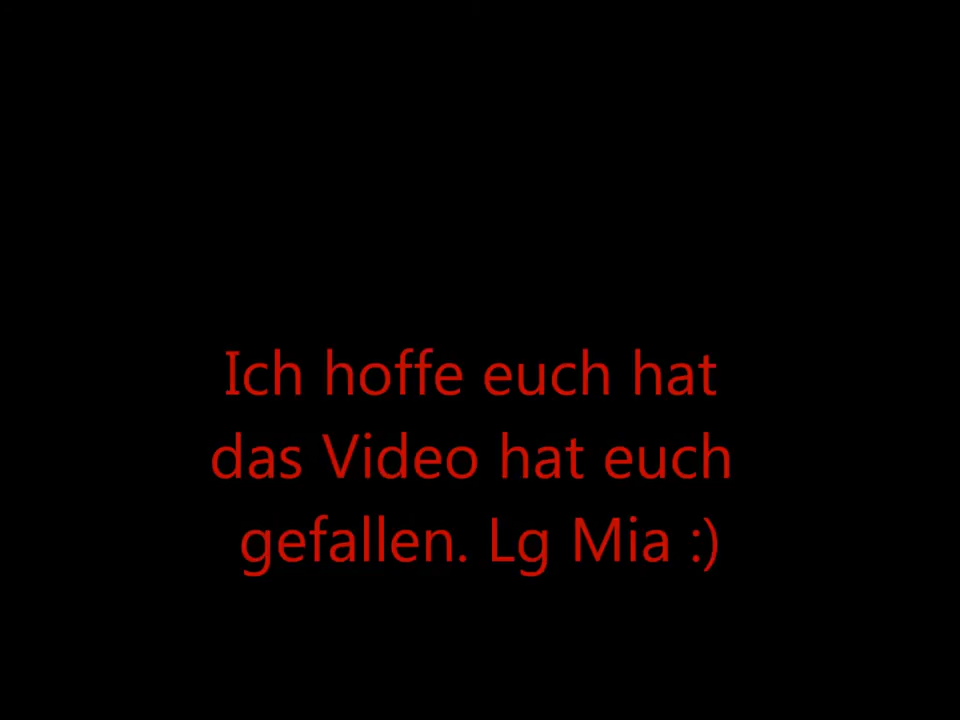 Ich hoffe euch hat
das Video hat euch
gefallen. Lg Mia :)